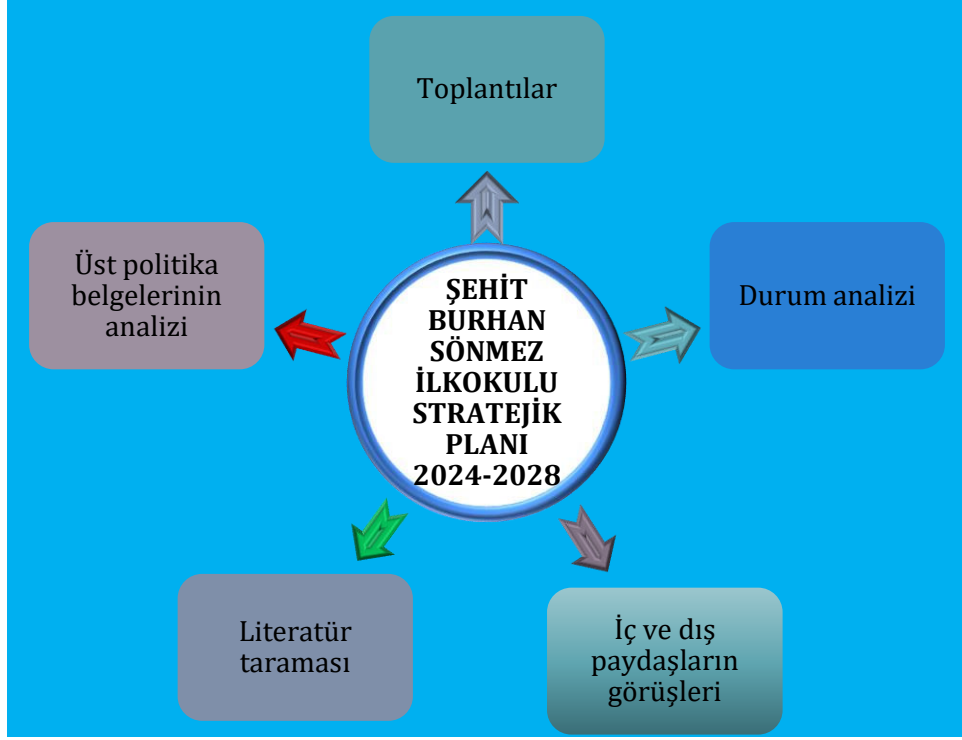 Toplantılar
Üst politika
belgelerinin
analizi
ŞEHİT
BURHAN
SÖNMEZ
İLKOKULU
STRATEJİK
PLANI
2024-2028
Durum analizi
Literatür
taraması
İç ve dış
paydaşların
görüşleri